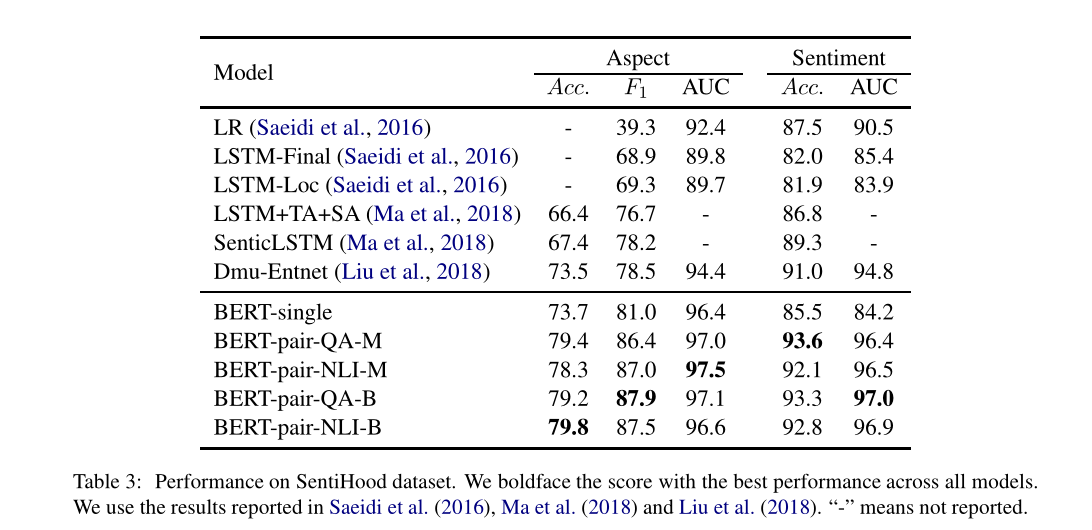 Model Aspect Sentiment
Acc. F1 AUC Acc. AUC
LR (Saeidi et al., 2016) - 39.3 92.4 87.5 90.5
LSTM-Final (Saeidi et al., 2016) - 68.9 89.8 82.0 85.4
LSTM-Loc (Saeidi et al., 2016) - 69.3 89.7 81.9 83.9
LSTM+TA+SA (Ma et al., 2018) 66.4 76.7 - 86.8 -
SenticLSTM (Ma et al., 2018) 67.4 78.2 - 89.3 -
Dmu-Entnet (Liu et al., 2018) 73.5 78.5 94.4 91.0 94.8
BERT-single 73.7 81.0 96.4 85.5 84.2
BERT-pair-QA-M 79.4 86.4 97.0 93.6 96.4
BERT-pair-NLI-M 78.3 87.0 97.5 92.1 96.5
BERT-pair-QA-B 79.2 87.9 97.1 93.3 97.0
BERT-pair-NLI-B 79.8 87.5 96.6 92.8 96.9
Table 3: Performance on SentiHood dataset. We boldface the score with the best performance across all models.
We use the results reported in Saeidi et al. (2016), Ma et al. (2018) and Liu et al. (2018). “-” means not reported.